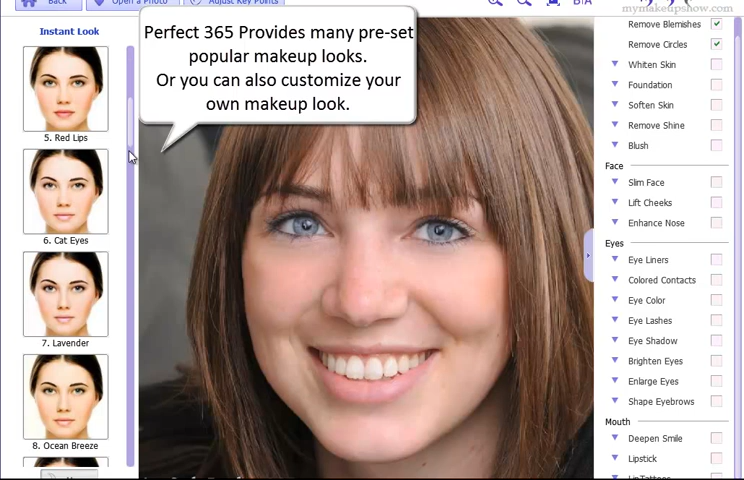 Back
Open a Photo
Adjust Key Points
B|A
mymakeupshow.com
Instant Look
Perfect 365 Provides many pre-set
popular makeup looks.
Or you can also customize your
own makeup look.
5. Red Lips
6. Cat Eyes
7. Lavender
8. Ocean Breeze
Remove Blemishes
Remove Circles
Whiten Skin
Foundation
Soften Skin
Remove Shine
Blush
Face
Slim Face
Lift Cheeks
Enhance Nose
Eyes
Eye Liners
Colored Contacts
Eye Color
Eye Lashes
Eye Shadow
Brighten Eyes
Enlarge Eyes
Shape Eyebrows
Mouth
Deepen Smile
Lipstick